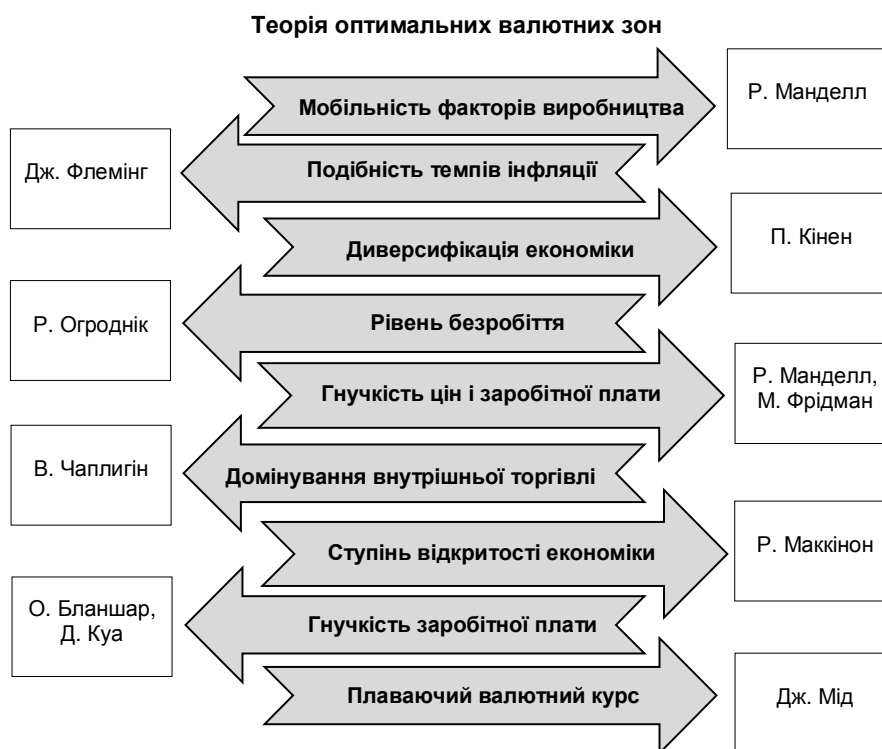 Теорія оптимальних валютних зон
Мобільність факторів виробництва
Р. Манделл
Дж. Флемінг
Подібність темпів інфляції
Диверсифікація економіки
П. Кінен
Р. Огроднік
Рівень безробіття
Гнучкість цін і заробітної плати
Р. Манделл,
М. Фрідман
В. Чаплигін
Домінування внутрішньої торгівлі
Ступінь відкритості економіки
Р. Маккінон
О. Бланшар,
Д. Куа
Гнучкість заробітної плати
Плаваючий валютний курс
Дж. Мід